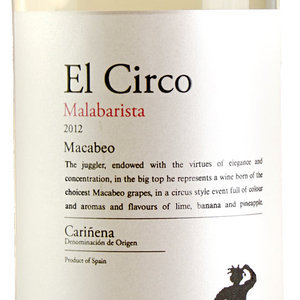 El Circo
Malabarista
2012
Macabeo
The juggler, endowed with the virtues of elegance and
concentration, in the big top he represents a wine born of the
choicest Macabeo grapes, in a circus style event full of colour
and aromas and flavours of lime, banana and pineapple.
Cariñena
Denominación de Origen
Product of Spain